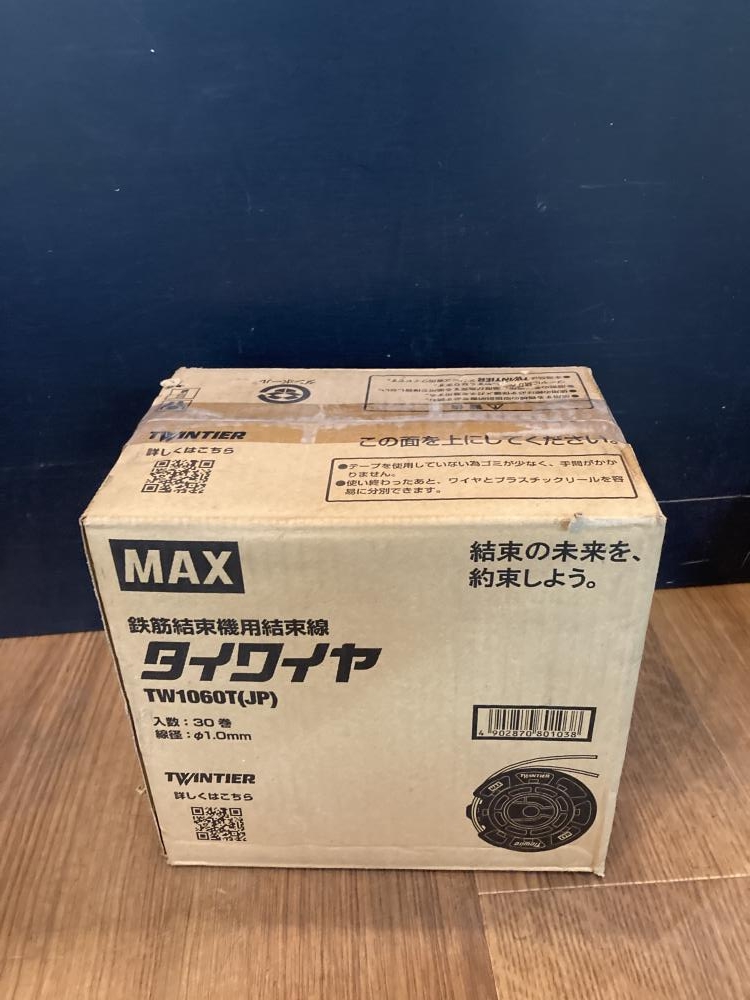 ダンボール
TWINTIER
詳しくはこちら
この面を上にしてください。
●テープを使用していない為ゴミが少なく、手間がかか
りません。
●使い終わったあと、ワイヤとプラスチックリールを容
易に分別できます。
MAX
結束の未来を、
約束しよう。
鉄筋結束機用結束線
タイワイヤ
TW1060T(JP)
入数：30巻
線径：φ1.0mm
4 902870 801038
TWINTIER
詳しくはこちら
TWINTIER